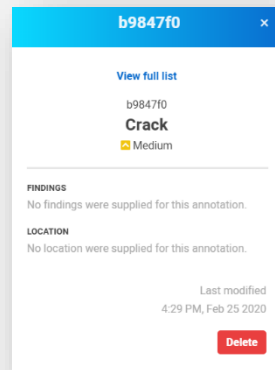 b9847f0 ×
View full list
b9847f0
Crack
Medium
FINDINGS
No findings were supplied for this annotation.
LOCATION
No location were supplied for this annotation.
Last modified
4:29 PM, Feb 25 2020
Delete